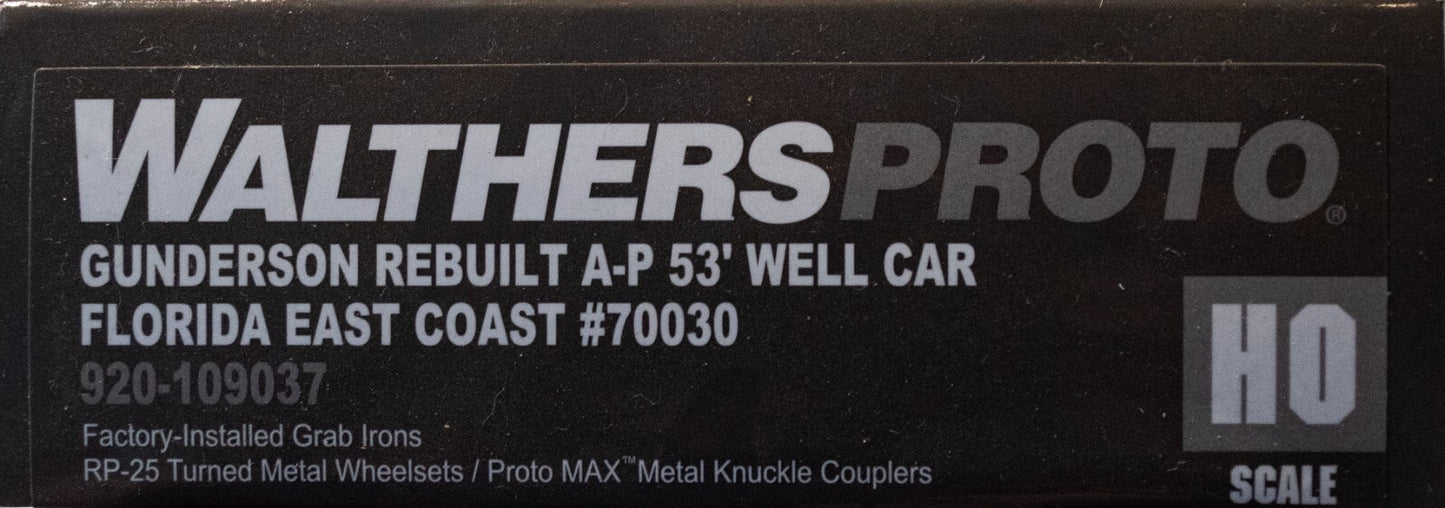 WALTHERSPROTO®
GUNDERSON REBUILT A-P 53' WELL CAR
FLORIDA EAST COAST #70030
920-109037
Factory-Installed Grab Irons
RP-25 Turned Metal Wheelsets / Proto MAX™ Metal Knuckle Couplers
HO
SCALE